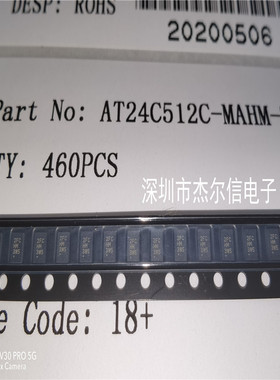 DESP: ROHS
20200506
Part No: AT24C512C-MAHM-
TY: 460PCS
深圳市杰尔信电子
e Code: 18+
V30 PRO 5G
a Camera